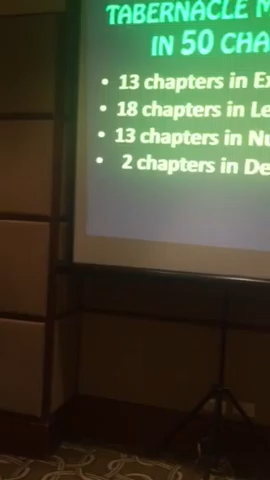 TABERNACLE M
IN 50 CHA
• 13 chapters in Ex
• 18 chapters in Le
• 13 chapters in Nu
• 2 chapters in De